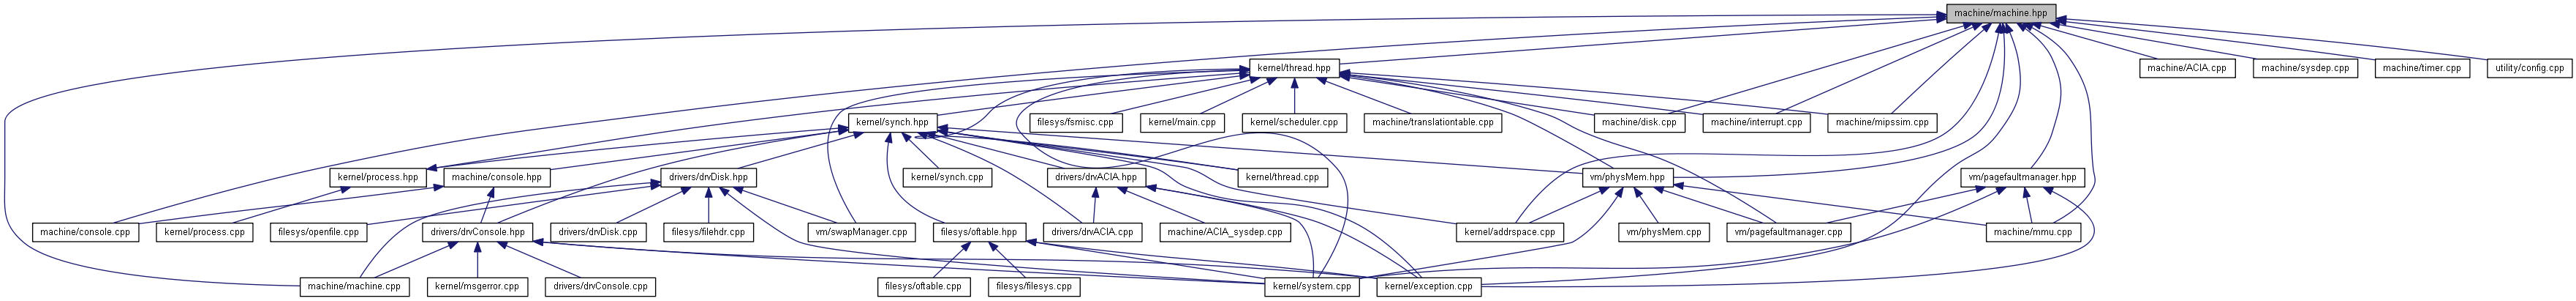 machine/machine.hpp
kernel/thread.hpp
machine/ACIA.cpp
machine/sysdep.cpp
machine/timer.cpp
utility/config.cpp
kernel/synch.hpp
filesys/fsmisc.cpp
kernel/main.cpp
kernel/scheduler.cpp
machine/translationtable.cpp
machine/disk.cpp
machine/interrupt.cpp
machine/mipssim.cpp
kernel/process.hpp
machine/console.hpp
drivers/drvDisk.hpp
kernel/synch.cpp
drivers/drvACIA.hpp
kernel/thread.cpp
vm/physMem.hpp
vm/pagefaultmanager.hpp
machine/console.cpp
kernel/process.cpp
filesys/openfile.cpp
drivers/drvConsole.hpp
drivers/drvDisk.cpp
filesys/filehdr.cpp
vm/swapManager.cpp
filesys/oftable.hpp
drivers/drvACIA.cpp
machine/ACIA_sysdep.cpp
kernel/addrspace.cpp
vm/physMem.cpp
vm/pagefaultmanager.cpp
machine/mmu.cpp
machine/machine.cpp
kernel/msgerror.cpp
drivers/drvConsole.cpp
filesys/oftable.cpp
filesys/filesys.cpp
kernel/system.cpp
kernel/exception.cpp